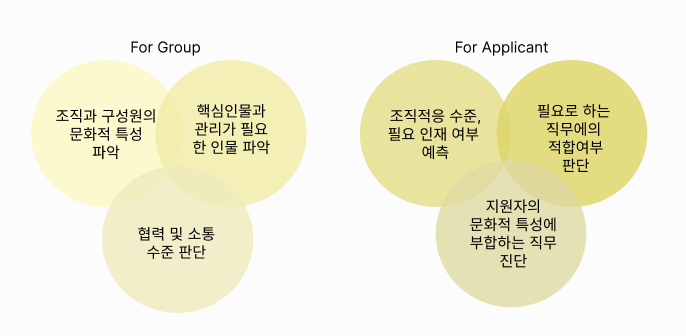 For Group
조직과 구성원의
문화적 특성
파악
핵심인물과
관리가 필요
한 인물 파악
협력 및 소통
수준 판단
For Applicant
조직적응 수준,
필요 인재 여부
예측
필요로 하는
직무에의
적합여부
판단
지원자의
문화적 특성에
부합하는 직무
진단